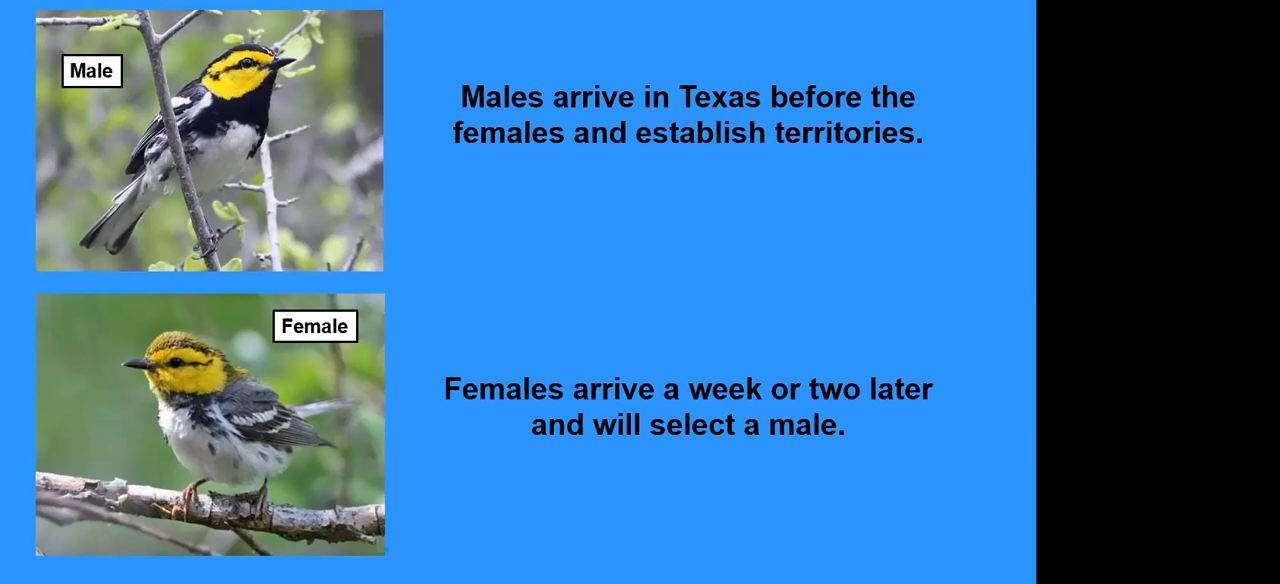 Male
Males arrive in Texas before the
females and establish territories.
Female
Females arrive a week or two later
and will select a male.